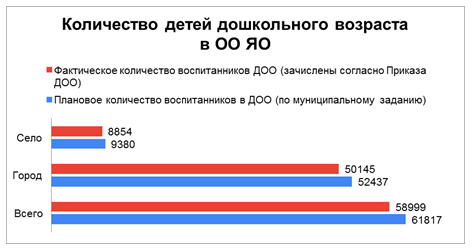 Количество детей дошкольного возраста
в ОО ЯО
Фактическое количество воспитанников ДОО (зачислены согласно Приказа
ДОО)
Плановое количество воспитанников в ДОО (по муниципальному заданию)
Село
8854
9380
Город
50145
52437
Всего
58999
61817